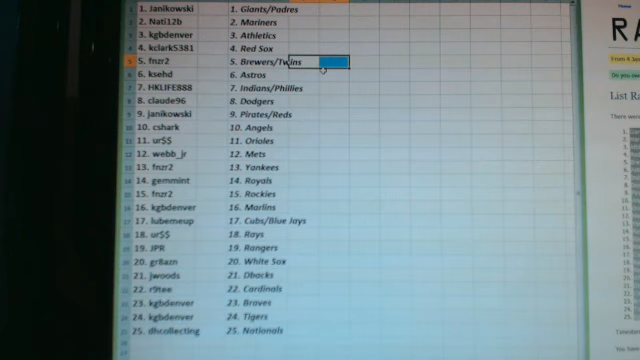 1. Janikowski 1. Giants/Padres
2. Nati12b 2. Mariners
3. kgbdenver 3. Athletics
4. kclark5381 4. Red Sox
5. fnzr2 5. Brewers/Twins
6. ksehd 6. Astros
7. HKLIFE888 7. Indians/Phillies
8. claude96 8. Dodgers
9. janikowski 9. Pirates/Reds
10. cshark 10. Angels
11. ur$$ 11. Orioles
12. webb_jr 12. Mets
13. fnzr2 13. Yankees
14. gemmint 14. Royals
15. fnzr2 15. Rockies
16. kgbdenver 16. Marlins
17. lubemeup 17. Cubs/Blue Jays
18. ur$$ 18. Rays
19. JPR 19. Rangers
20. gr8azn 20. White Sox
21. jwoods 21. Dbacks
22. r9tee 22. Cardinals
23. kgbdenver 23. Braves
24. kgbdenver 24. Tigers
25. dhcollecting 25. Nationals
Home
RA
List Ra
There were